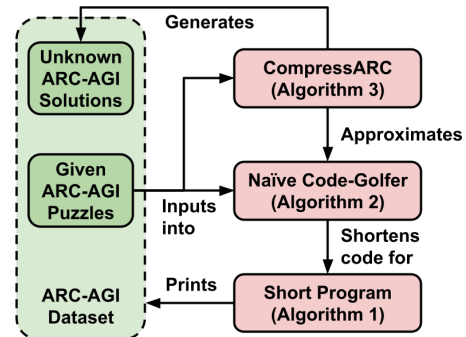 Generates
Unknown
ARC-AGI
Solutions
CompressARC
(Algorithm 3)
Approximates
Given
ARC-AGI
Puzzles
Inputs
into
Naïve Code-Golfer
(Algorithm 2)
Shortens
code for
Prints
Short Program
(Algorithm 1)
ARC-AGI
Dataset